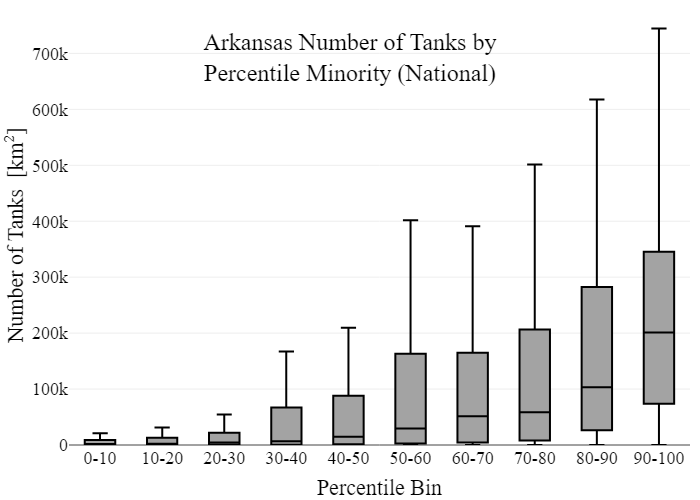 Arkansas Number of Tanks by
Percentile Minority (National)
Number of Tanks [km²]
700k
600k
500k
400k
300k
200k
100k
0
0-10 10-20 20-30 30-40 40-50 50-60 60-70 70-80 80-90 90-100
Percentile Bin